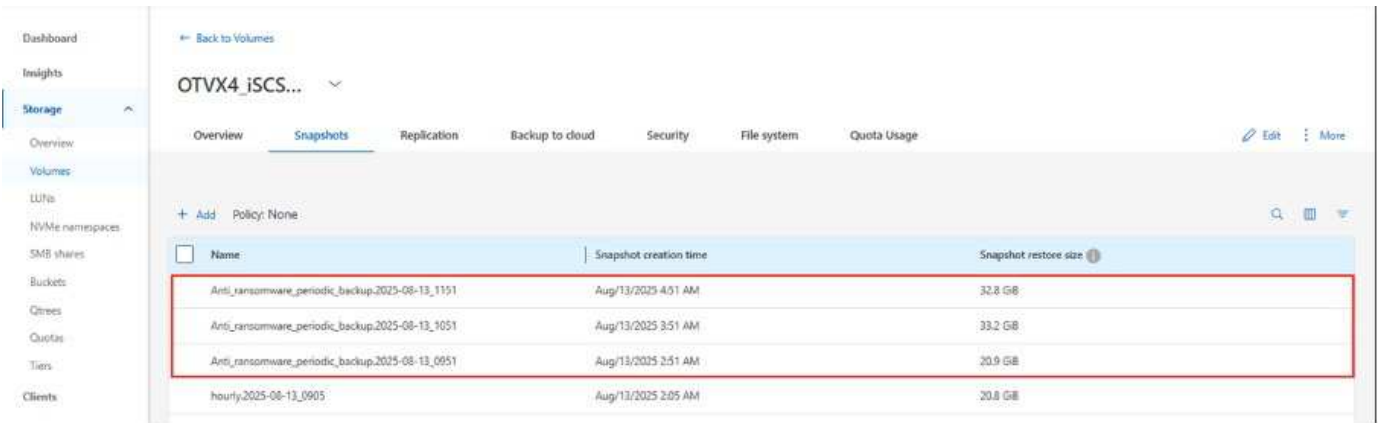 Dashboard
Insights
Storage
Overview
Volumes
LUNs
NVMe namespaces
SMB shares
Buckets
Qtrees
Quotas
Tiers
Clients
← Back to Volumes
OTVX4_iSCS...
Overview Snapshots Replication Backup to cloud Security File system Quota Usage Edit More
+ Add Policy: None
Name Snapshot creation time Snapshot restore size
Anti_ransomware_periodic_backup.2025-08-13_1151 Aug/13/2025 4:51 AM 32.8 GiB
Anti_ransomware_periodic_backup.2025-08-13_1051 Aug/13/2025 3:51 AM 33.2 GiB
Anti_ransomware_periodic_backup.2025-08-13_0951 Aug/13/2025 2:51 AM 20.9 GiB
hourly.2025-08-13_0905 Aug/13/2025 2:05 AM 20.8 GiB